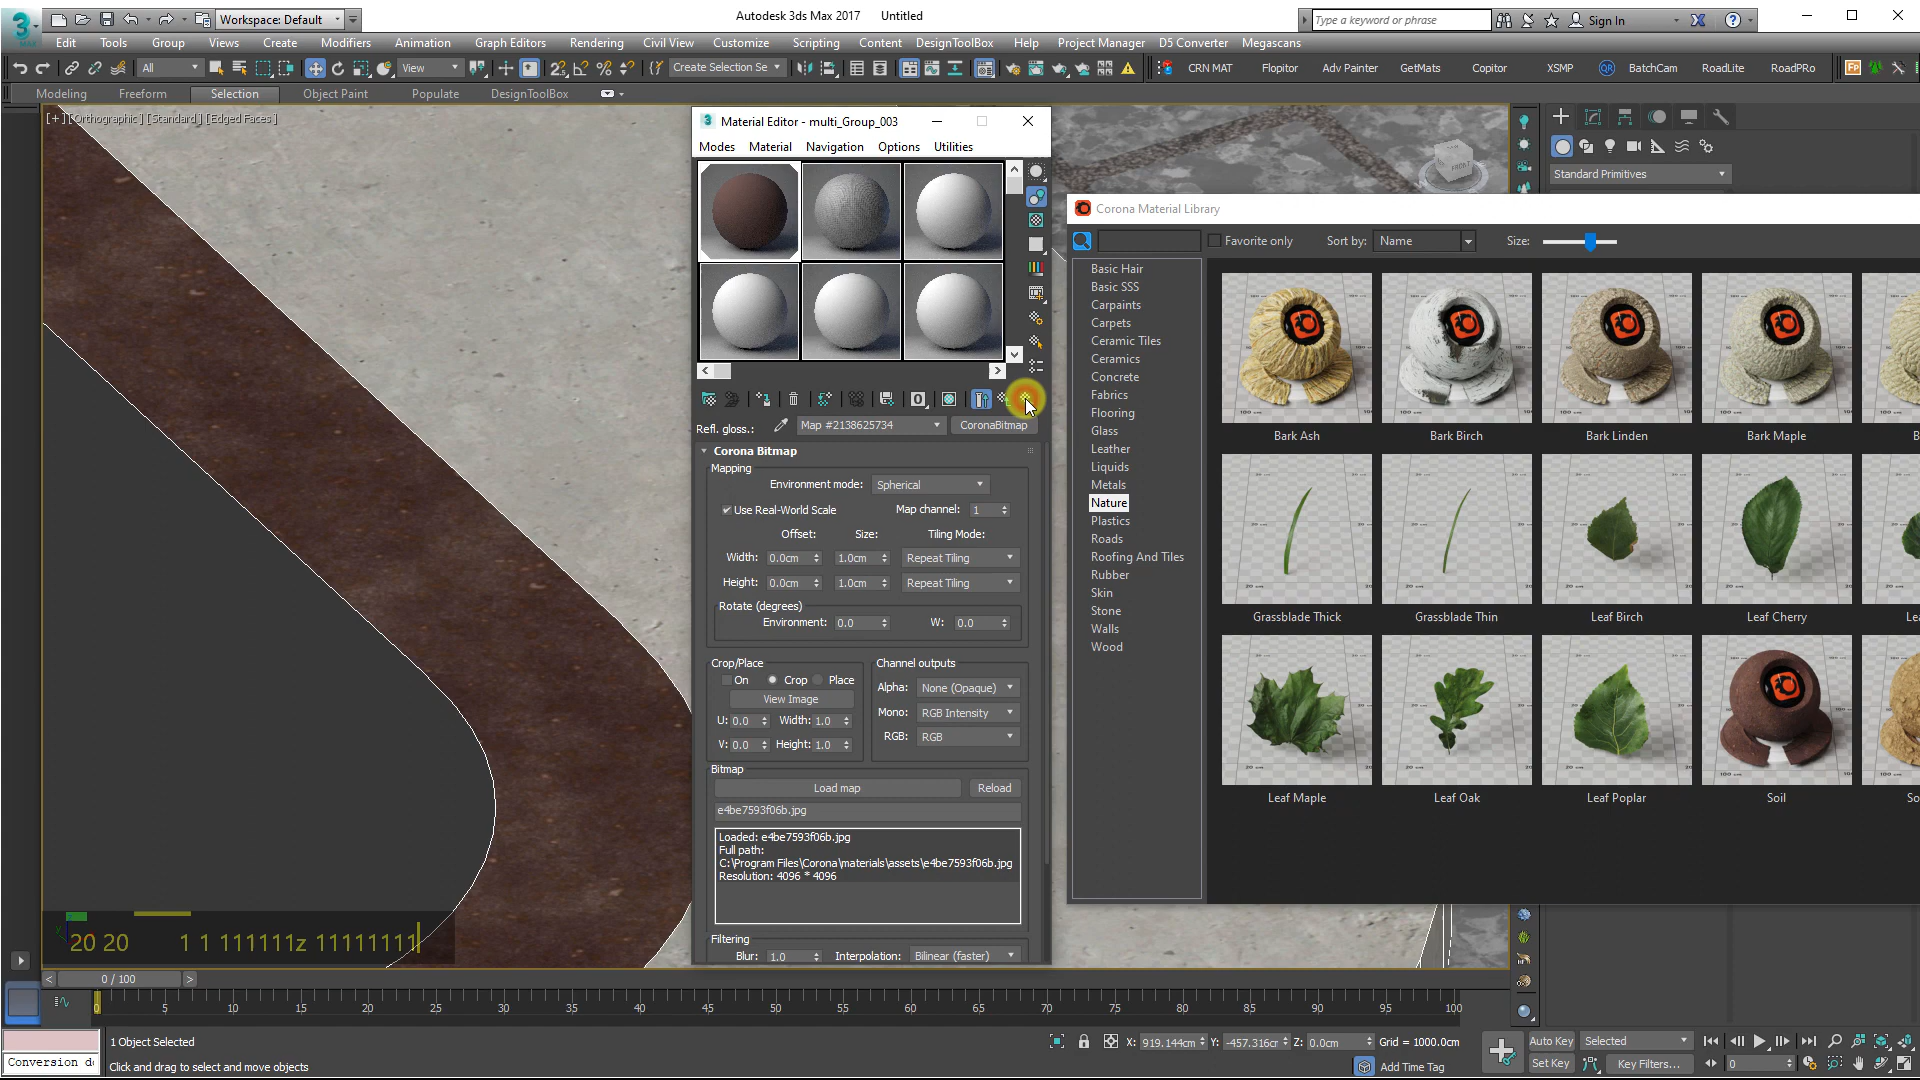 Workspace: Default
Autodesk 3ds Max 2017 Untitled
Type a keyword or phrase
Sign In
Edit Tools Group Views Create Modifiers Animation Graph Editors Rendering Civil View Customize Scripting Content DesignToolBox Help Project Manager D5 Converter Megascans
All View Create Selection Se CRN MAT Flopitor Adv Painter GetMats Copitor XSMP QR BatchCam RoadLite RoadPRo
Modeling Freeform Selection Object Paint Populate DesignToolBox
[+] [Orthographic] [Standard] [Edged Faces]
Material Editor - multi_Group_003
Modes Material Navigation Options Utilities
Refl. gloss.: Map #2138625734 CoronaBitmap
Corona Bitmap
Mapping
Environment mode: Spherical
Use Real-World Scale Map channel: 1
Offset: Size: Tiling Mode:
Width: 0.0cm 1.0cm Repeat Tiling
Height: 0.0cm 1.0cm Repeat Tiling
Rotate (degrees)
Environment: 0.0 W: 0.0
Crop/Place
On Crop Place
View Image
U: 0.0 Width: 1.0
V: 0.0 Height: 1.0
Channel outputs
Alpha: None (Opaque)
Mono: RGB Intensity
RGB: RGB
Bitmap
Load map Reload
e4be7593f06b.jpg
Loaded: e4be7593f06b.jpg
Full path:
C:\Program Files\Corona\materials\assets\e4be7593f06b.jpg
Resolution: 4096 * 4096
Filtering
Blur: 1.0 Interpolation: Bilinear (faster)
FRONT
Standard Primitives
Corona Material Library
Favorite only Sort by: Name Size:
Basic Hair
Basic SSS
Carpaints
Carpets
Ceramic Tiles
Ceramics
Concrete
Fabrics
Flooring
Glass
Leather
Liquids
Metals
Nature
Plastics
Roads
Roofing And Tiles
Rubber
Skin
Stone
Walls
Wood
Bark Ash Bark Birch Bark Linden Bark Maple B
Grassblade Thick Grassblade Thin Leaf Birch Leaf Cherry Lea
Leaf Maple Leaf Oak Leaf Poplar Soil So
20 20 1 1 111111z 11111111
0 / 100
0 5 10 15 20 25 30 35 40 45 50 55 60 65 70 75 80 85 90 95 100
1 Object Selected
X: 919.144cm Y: -457.316cr Z: 0.0cm Grid = 1000.0cm
Auto Key Selected
Conversion d
Click and drag to select and move objects
Add Time Tag
Set Key Key Filters... 0